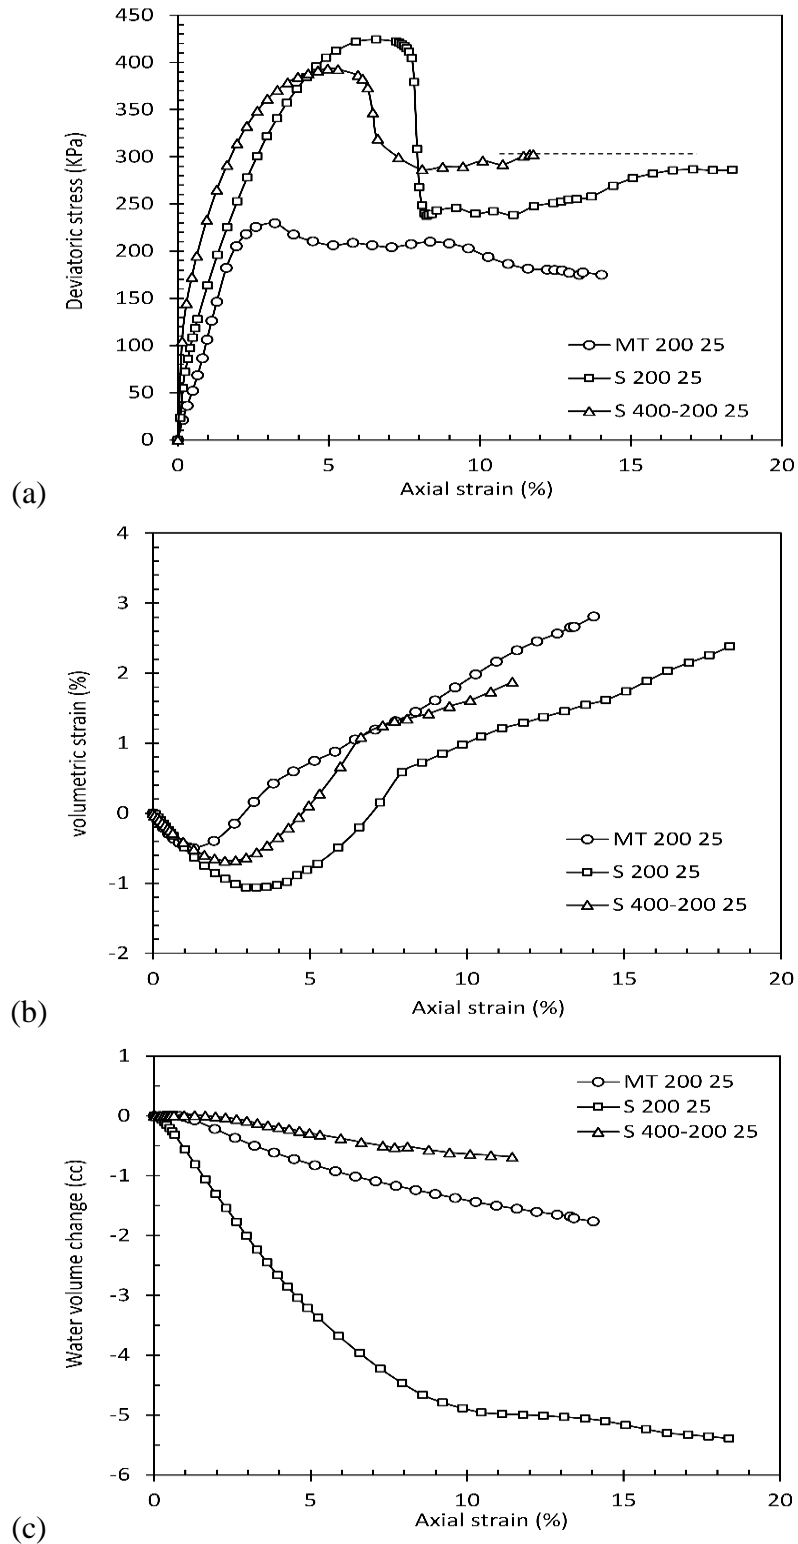 450
400
350
300
250
200
150
100
50
0
Deviatoric stress (KPa)
MT 200 25
S 200 25
S 400-200 25
0 5 10 15 20
Axial strain (%)
(a)
4
3
2
1
0
-1
-2
volumetric strain (%)
MT 200 25
S 200 25
S 400-200 25
0 5 10 15 20
Axial strain (%)
(b)
1
0
-1
-2
-3
-4
-5
-6
Water volume change (cc)
MT 200 25
S 200 25
S 400-200 25
0 5 10 15 20
Axial strain (%)
(c)